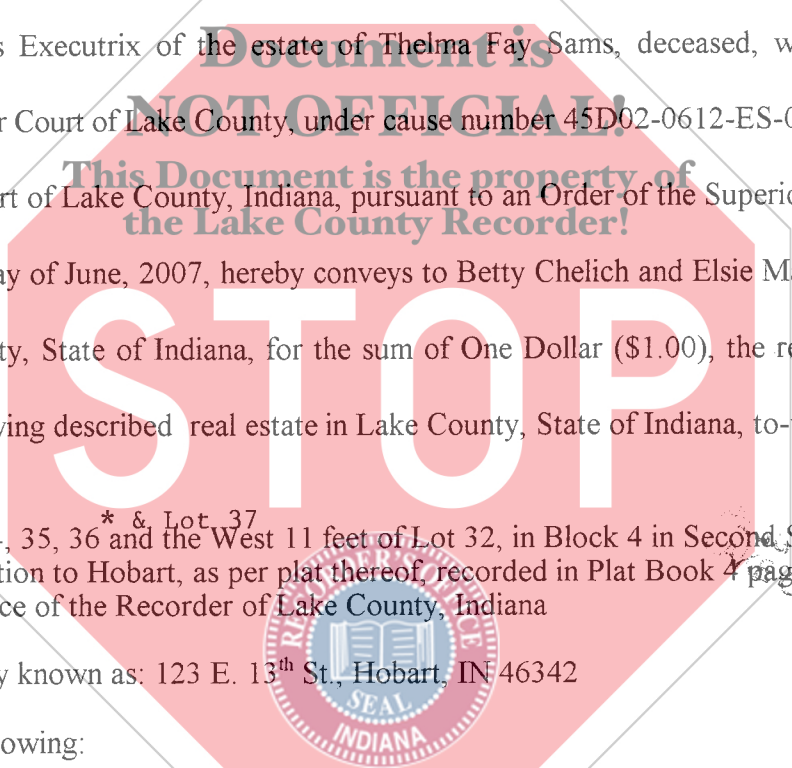 s Executrix of the estate of Thelma Fay Sams, deceased, w
Document is
r Court of Lake County, under cause number 45D02-0612-ES-0
NOT OFFICIAL!
This Document is the property of
rt of Lake County, Indiana, pursuant to an Order of the Superio
the Lake County Recorder!
ay of June, 2007, hereby conveys to Betty Chelich and Elsie Ma
STOP
ty, State of Indiana, for the sum of One Dollar ($1.00), the re
ving described real estate in Lake County, State of Indiana, to-
* & Lot 37
, 35, 36 and the West 11 feet of Lot 32, in Block 4 in Second S
tion to Hobart, as per plat thereof, recorded in Plat Book 4 pag
ce of the Recorder of Lake County, Indiana
y known as: 123 E. 13th St., Hobart, IN 46342
RECORDER'S OFFICE
SEAL
INDIANA
owing: